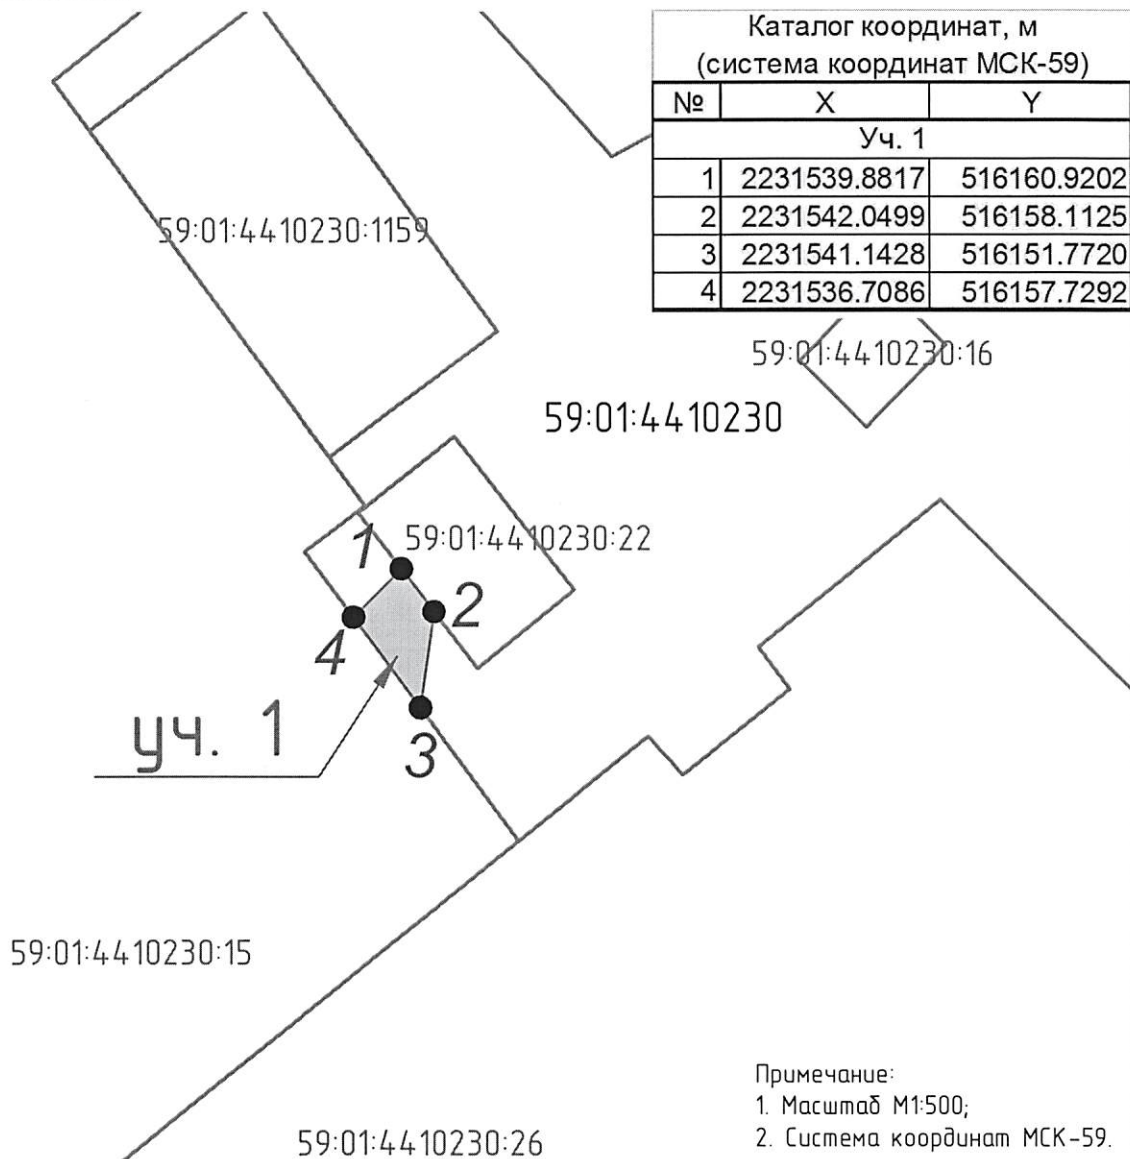 Каталог координат, м
(система координат МСК-59)
№ X Y
Уч. 1
1 2231539.8817 516160.9202
2 2231542.0499 516158.1125
3 2231541.1428 516151.7720
4 2231536.7086 516157.7292
59:01:4410230:1159
59:01:4410230:16
59:01:4410230
59:01:4410230:22
1
2
4
3
уч. 1
59:01:4410230:15
59:01:4410230:26
Примечание:
1. Масштаб М1:500;
2. Система координат МСК-59.